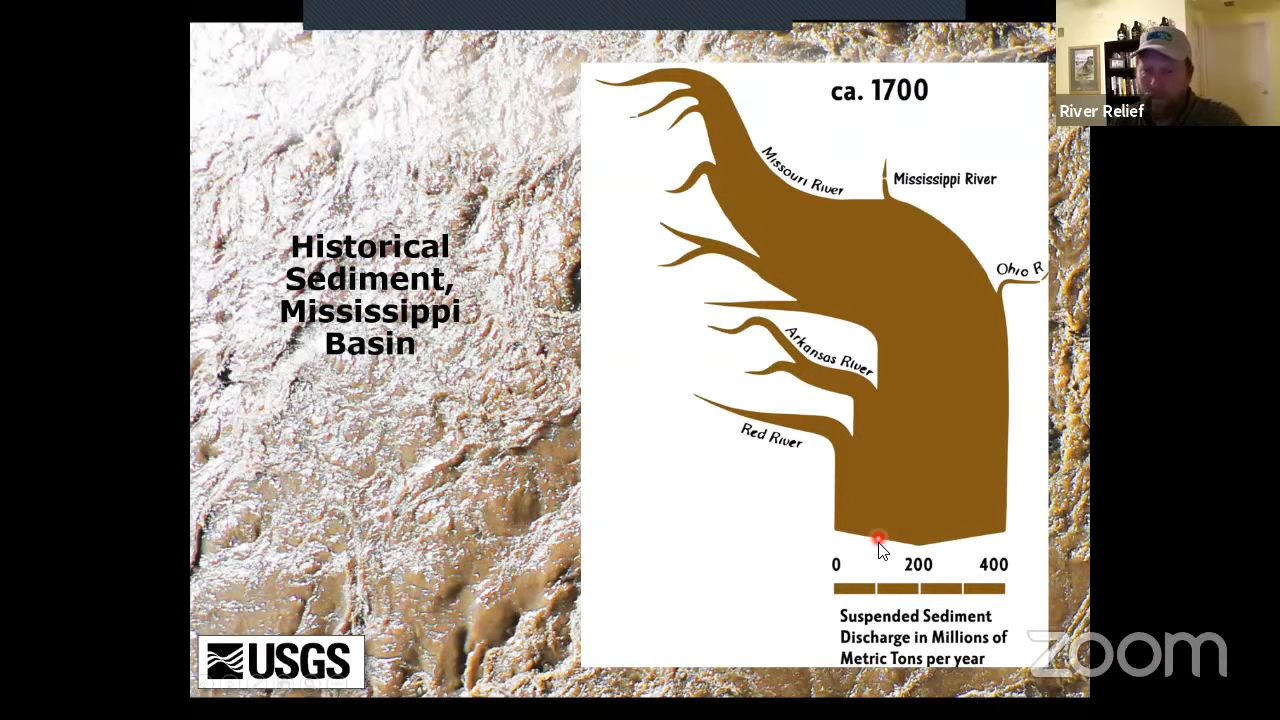 ca. 1700
. River Relief
Missouri River
Mississippi River
Historical
Sediment,
Mississippi
Basin
Ohio R
Arkansas River
Red River
0 200 400
Suspended Sediment
Discharge in Millions of
Metric Tons per year
USGS
zoom